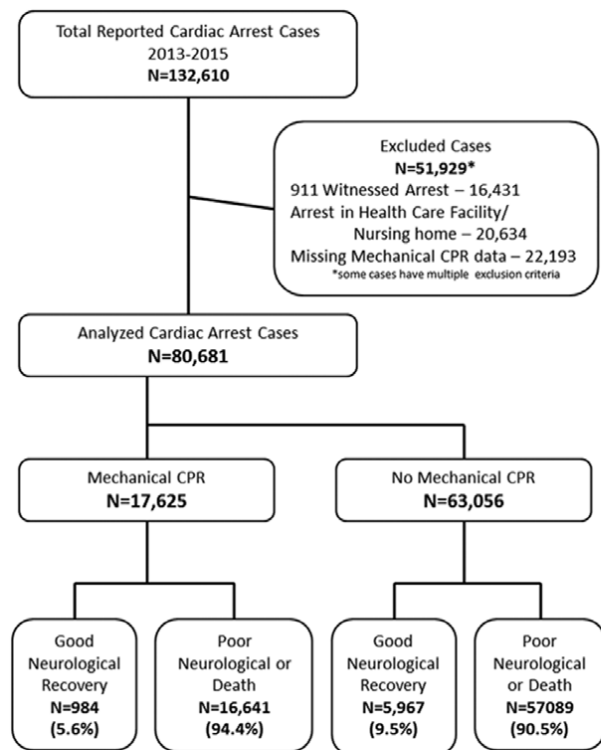 Total Reported Cardiac Arrest Cases
2013-2015
N=132,610
Excluded Cases
N=51,929*
911 Witnessed Arrest – 16,431
Arrest in Health Care Facility/
Nursing home – 20,634
Missing Mechanical CPR data – 22,193
*some cases have multiple exclusion criteria
Analyzed Cardiac Arrest Cases
N=80,681
Mechanical CPR
N=17,625
No Mechanical CPR
N=63,056
Good
Neurological
Recovery
N=984
(5.6%)
Poor
Neurological or
Death
N=16,641
(94.4%)
Good
Neurological
Recovery
N=5,967
(9.5%)
Poor
Neurological
or Death
N=57089
(90.5%)